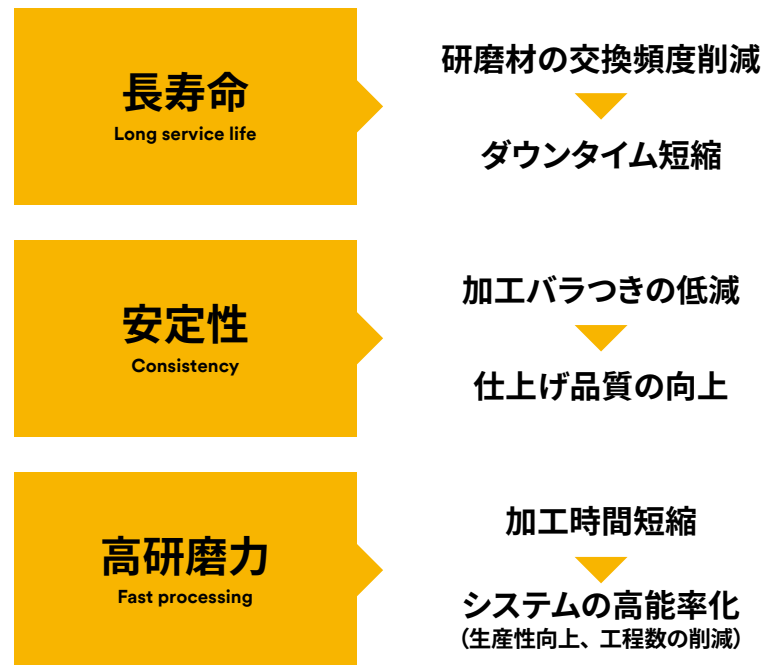 長寿命
Long service life
研磨材の交換頻度削減
ダウンタイム短縮
安定性
Consistency
加工バラつきの低減
仕上げ品質の向上
高研磨力
Fast processing
加工時間短縮
システムの高能率化
（生産性向上、工程数の削減）